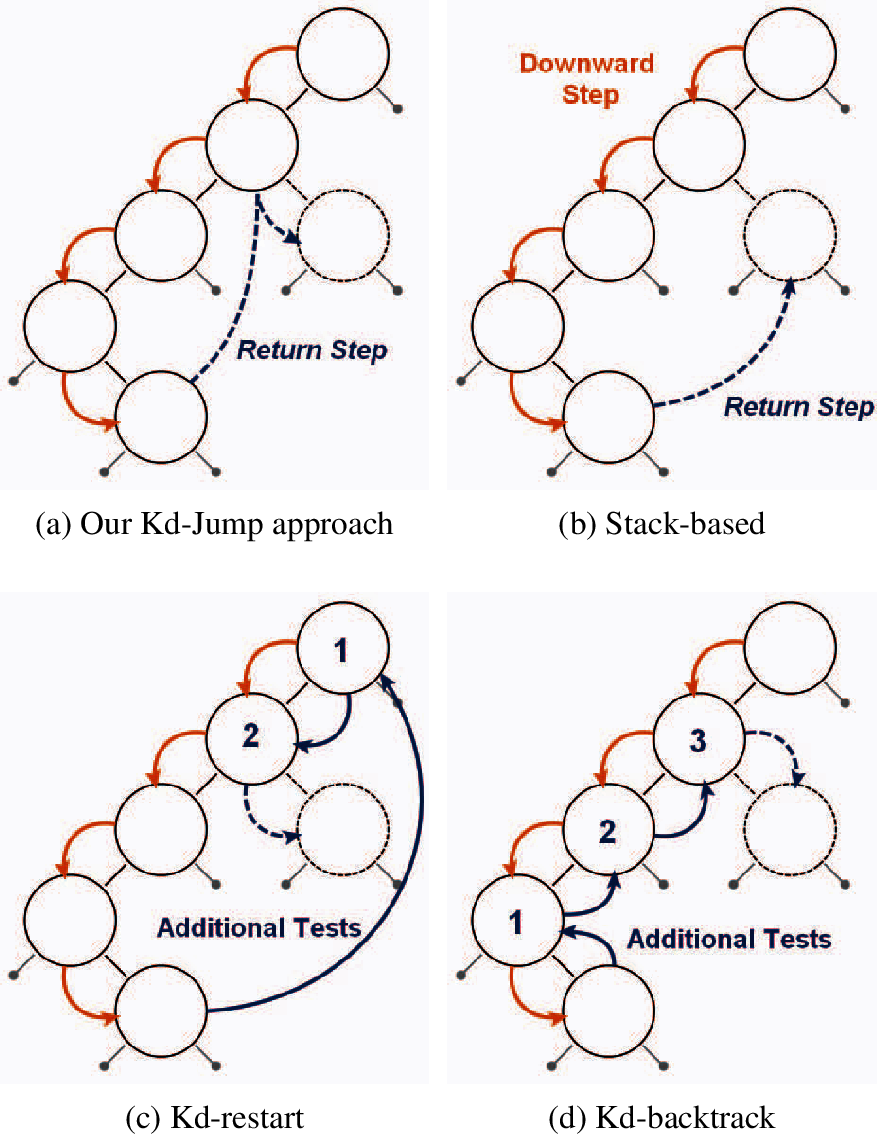 Downward
Step
Return Step
Return Step
(a) Our Kd-Jump approach
(b) Stack-based
1
2
Additional Tests
3
2
1
Additional Tests
(c) Kd-restart
(d) Kd-backtrack